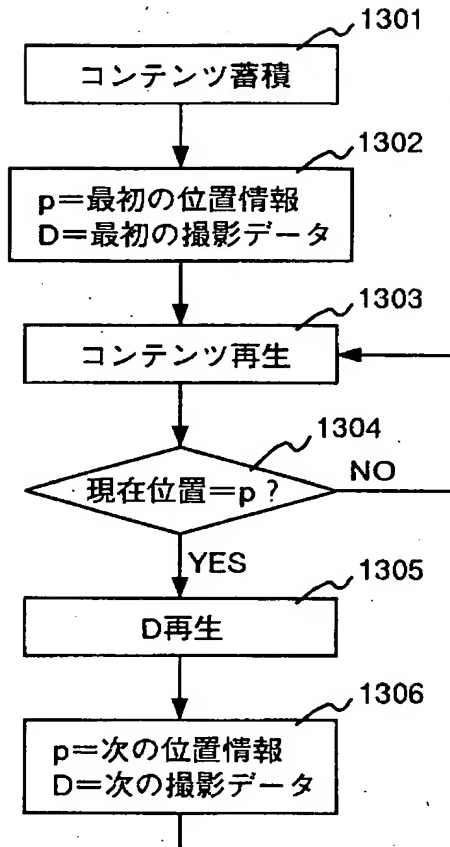 1301
コンテンツ蓄積
1302
p=最初の位置情報
D=最初の撮影データ
1303
コンテンツ再生
1304
現在位置=p?
NO
YES
1305
D再生
1306
p=次の位置情報
D=次の撮影データ